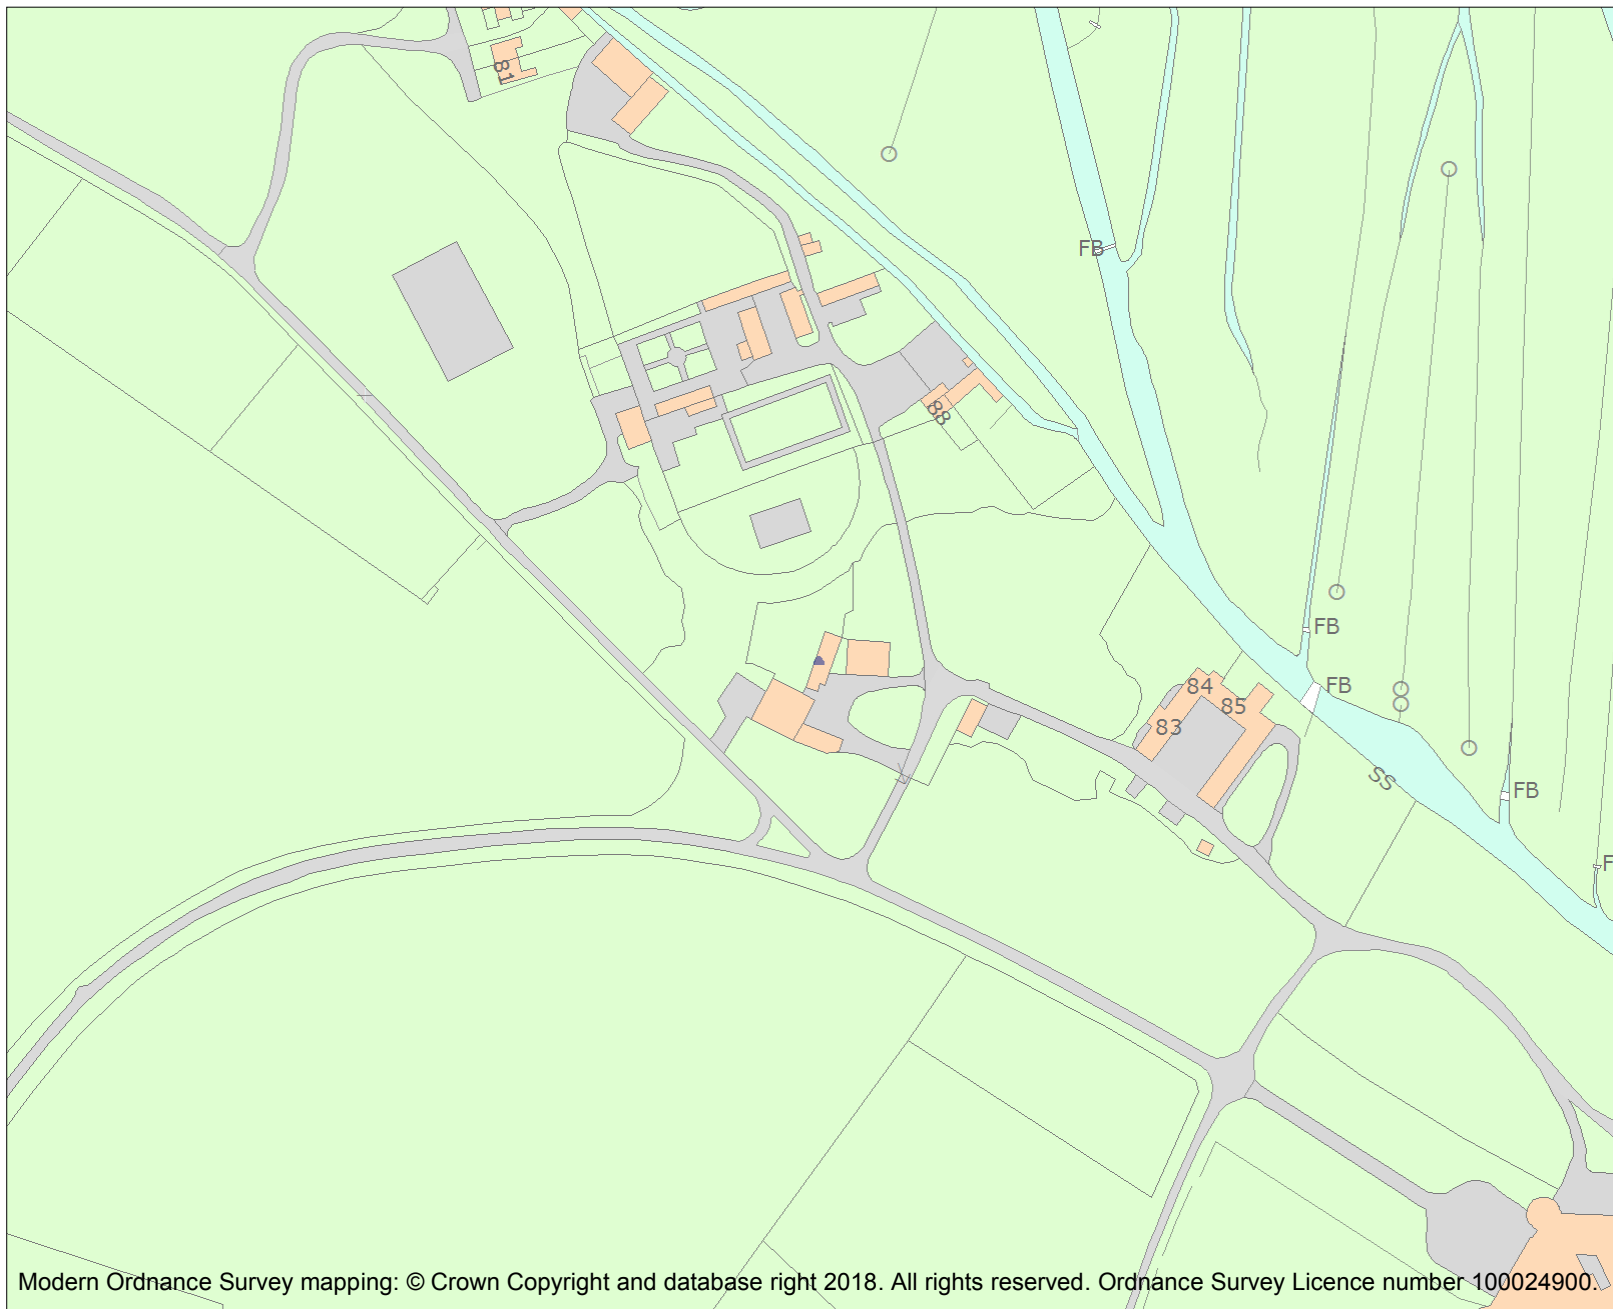 81
FB
88
FB
84
FB
85
83
SS
FB
F
Modern Ordnance Survey mapping: © Crown Copyright and database right 2018. All rights reserved. Ordnance Survey Licence number 100024900.